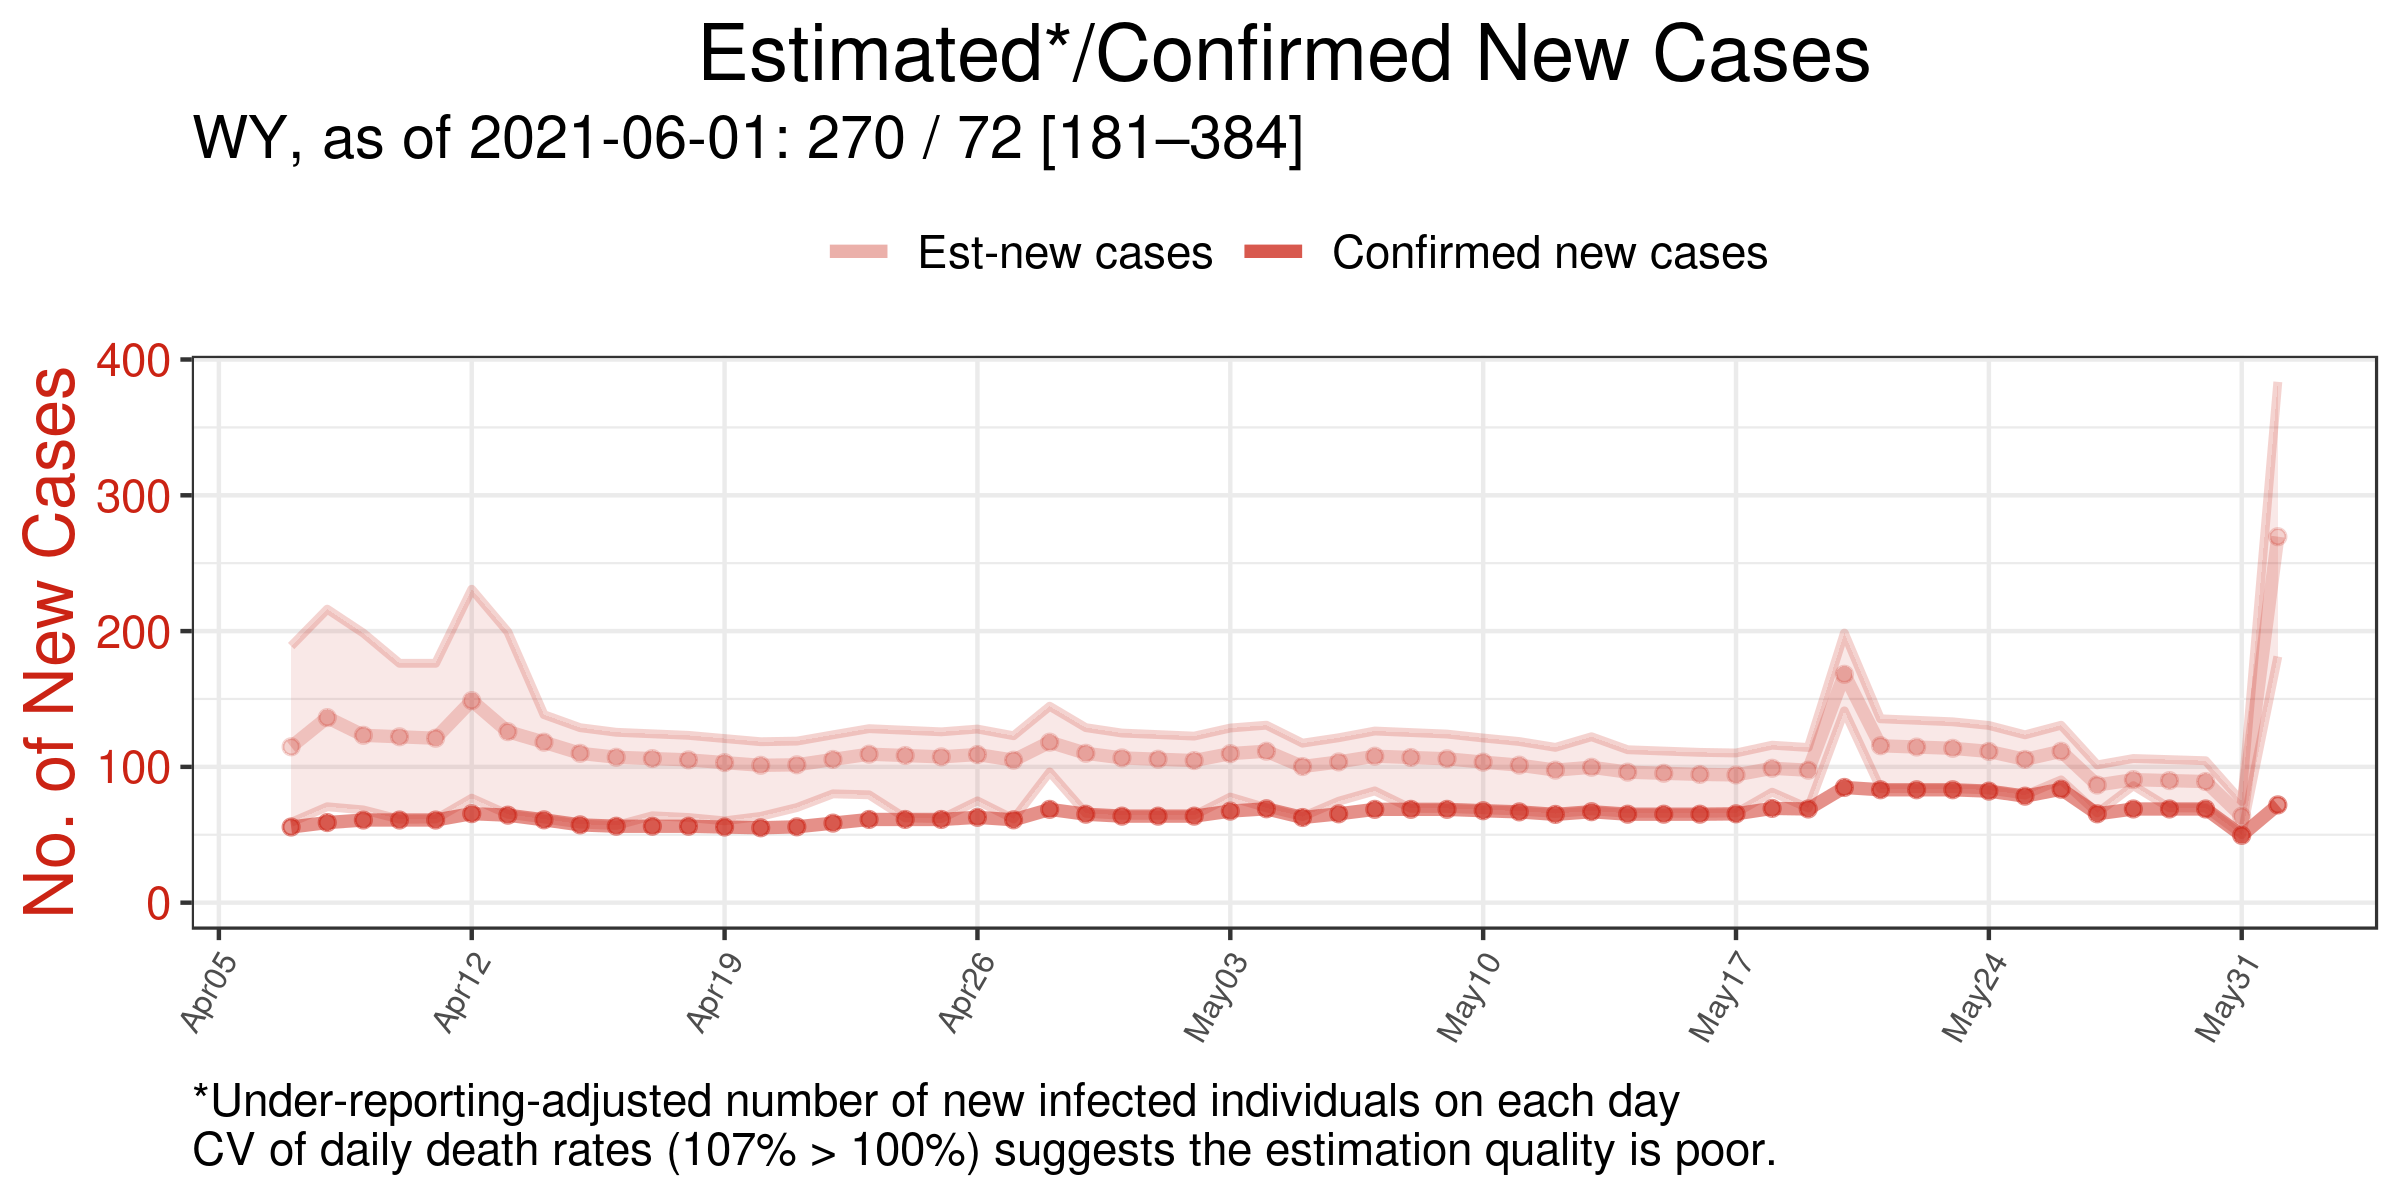 Estimated*/Confirmed New Cases
WY, as of 2021-06-01: 270 / 72 [181–384]
Est-new cases
Confirmed new cases
No. of New Cases
400
300
200
100
0
Apr05
Apr12
Apr19
Apr26
May03
May10
May17
May24
May31
*Under-reporting-adjusted number of new infected individuals on each day
CV of daily death rates (107% > 100%) suggests the estimation quality is poor.